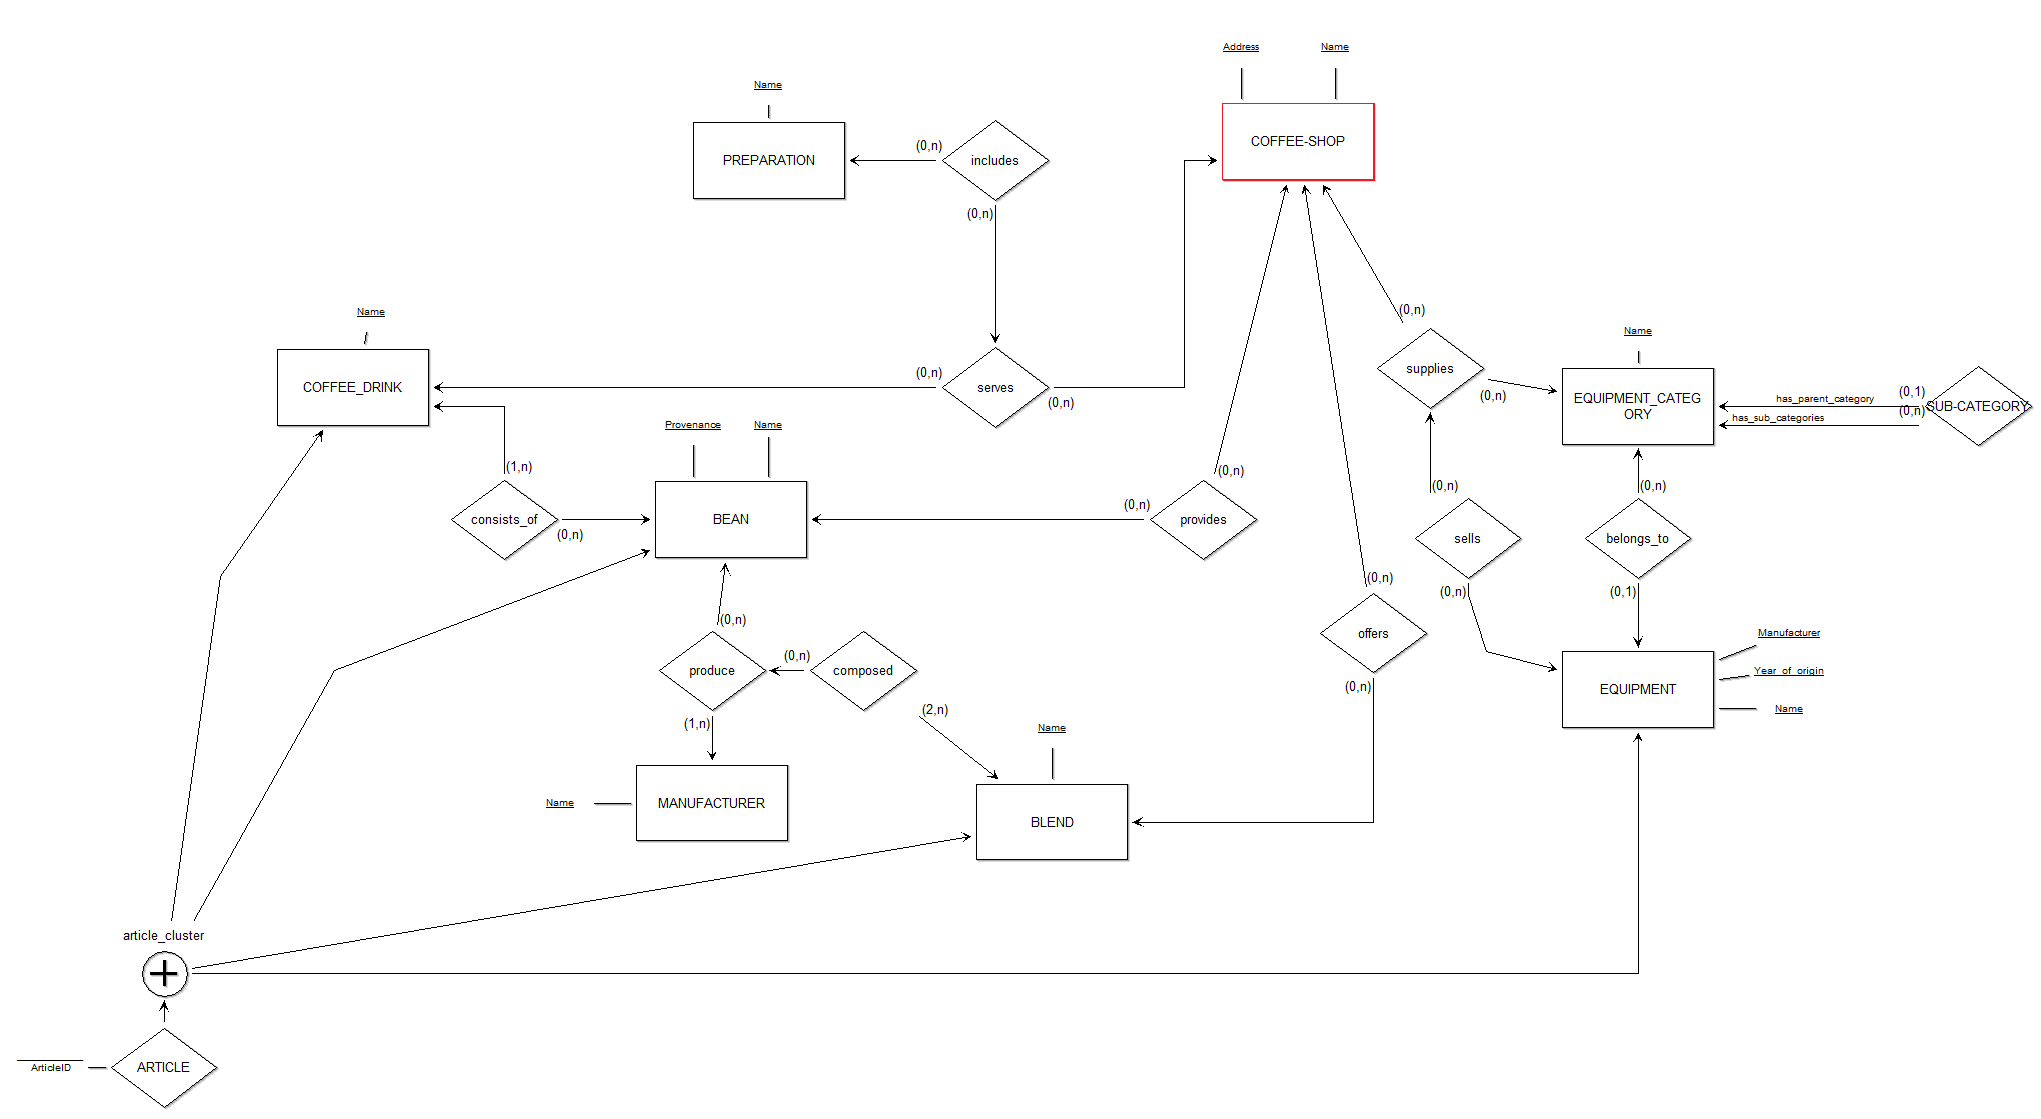 Address
Name
Name
COFFEE-SHOP
(0,n)
includes
PREPARATION
(0,n)
Name
(0,n)
Name
supplies
(0,n)
serves
COFFEE_DRINK
(0,n)
(0,n)
EQUIPMENT_CATEG
ORY
has_parent_category
(0,1)
SUB-CATEGORY
(0,n)
has_sub_categories
Provenance
Name
(1,n)
(0,n)
(0,n)
(0,n)
(0,n)
consists_of
BEAN
provides
(0,n)
sells
belongs_to
(0,n)
(0,n)
(0,1)
(0,n)
offers
Manufacturer
(0,n)
produce
(0,n)
composed
Year_of_origin
(0,n)
EQUIPMENT
Name
(1,n)
(2,n)
Name
Name
MANUFACTURER
BLEND
article_cluster
ArticleID
ARTICLE